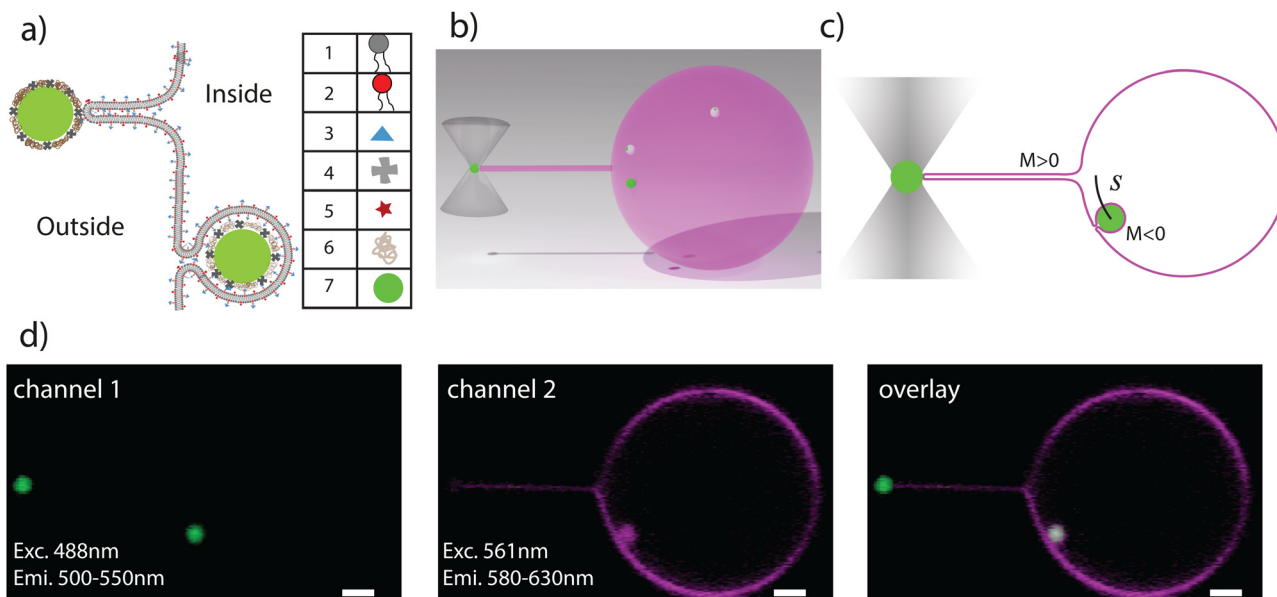 a)
Inside
Outside
1
2
3
4
5
6
7
b)
c)
M>0
S
M<0
d)
channel 1
Exc. 488nm
Emi. 500-550nm
channel 2
Exc. 561nm
Emi. 580-630nm
overlay